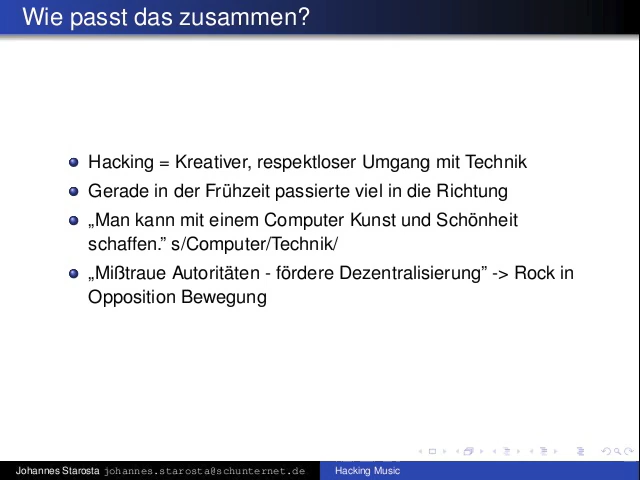 Wie passt das zusammen?
Hacking = Kreativer, respektloser Umgang mit Technik
Gerade in der Frühzeit passierte viel in die Richtung
„Man kann mit einem Computer Kunst und Schönheit
schaffen.” s/Computer/Technik/
„Mißtraue Autoritäten - fördere Dezentralisierung” -> Rock in
Opposition Bewegung
Johannes Starosta johannes.starosta@schunternet.de
Hacking Music